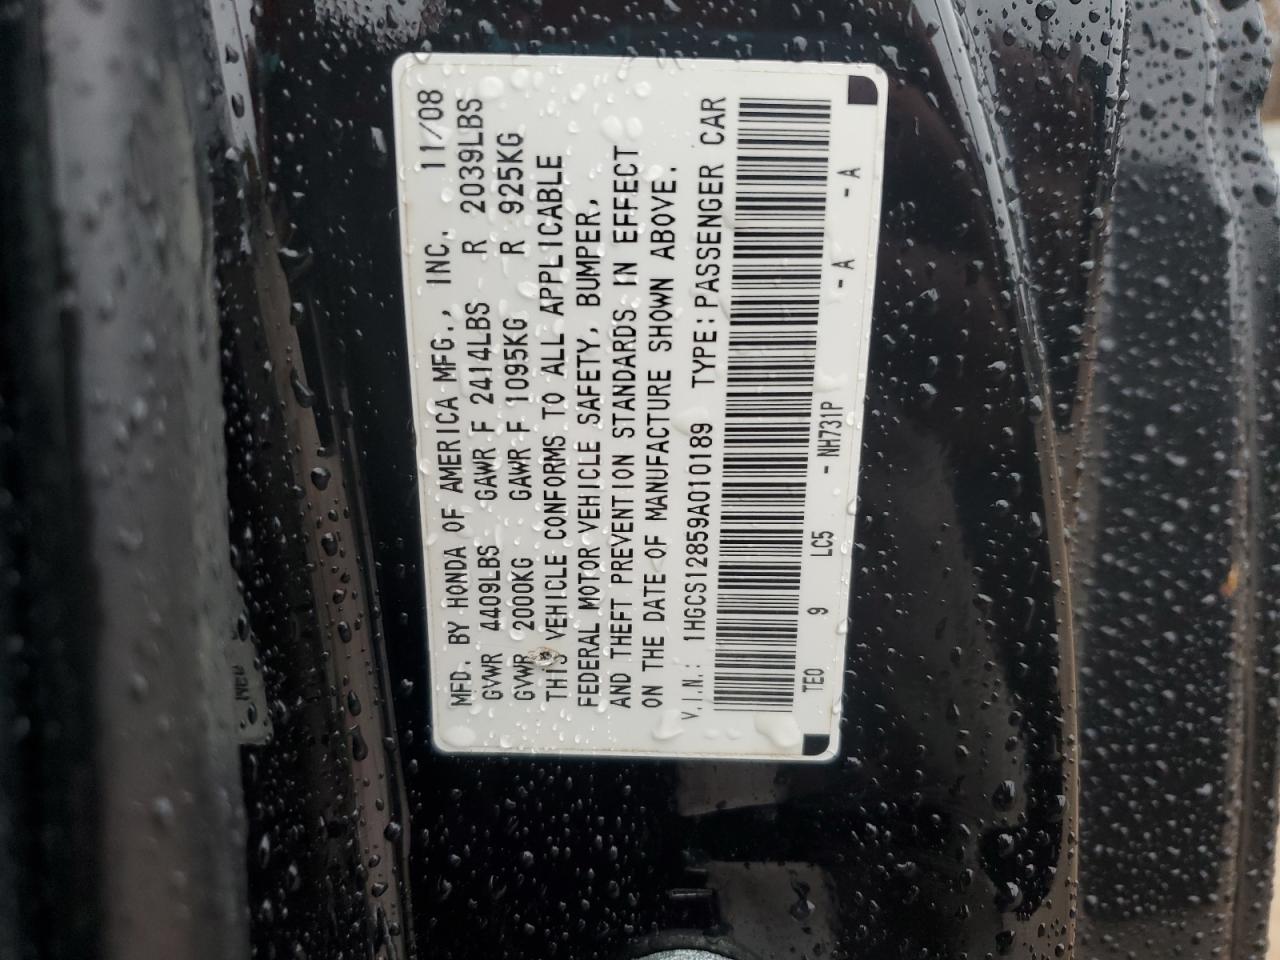 MFD. BY HONDA OF AMERICA MFG., INC. 11/08
GVWR 4409LBS GAWR F 2414LBS R 2039LBS
GVWR 2000KG GAWR F 1095KG R 925KG
THIS VEHICLE CONFORMS TO ALL APPLICABLE
FEDERAL MOTOR VEHICLE SAFETY, BUMPER,
AND THEFT PREVENTION STANDARDS IN EFFECT
ON THE DATE OF MANUFACTURE SHOWN ABOVE.
V.I.N.: 1HGCS12859A010189 TYPE:PASSENGER CAR
TE0 9 LC5 - NH731P - A - A